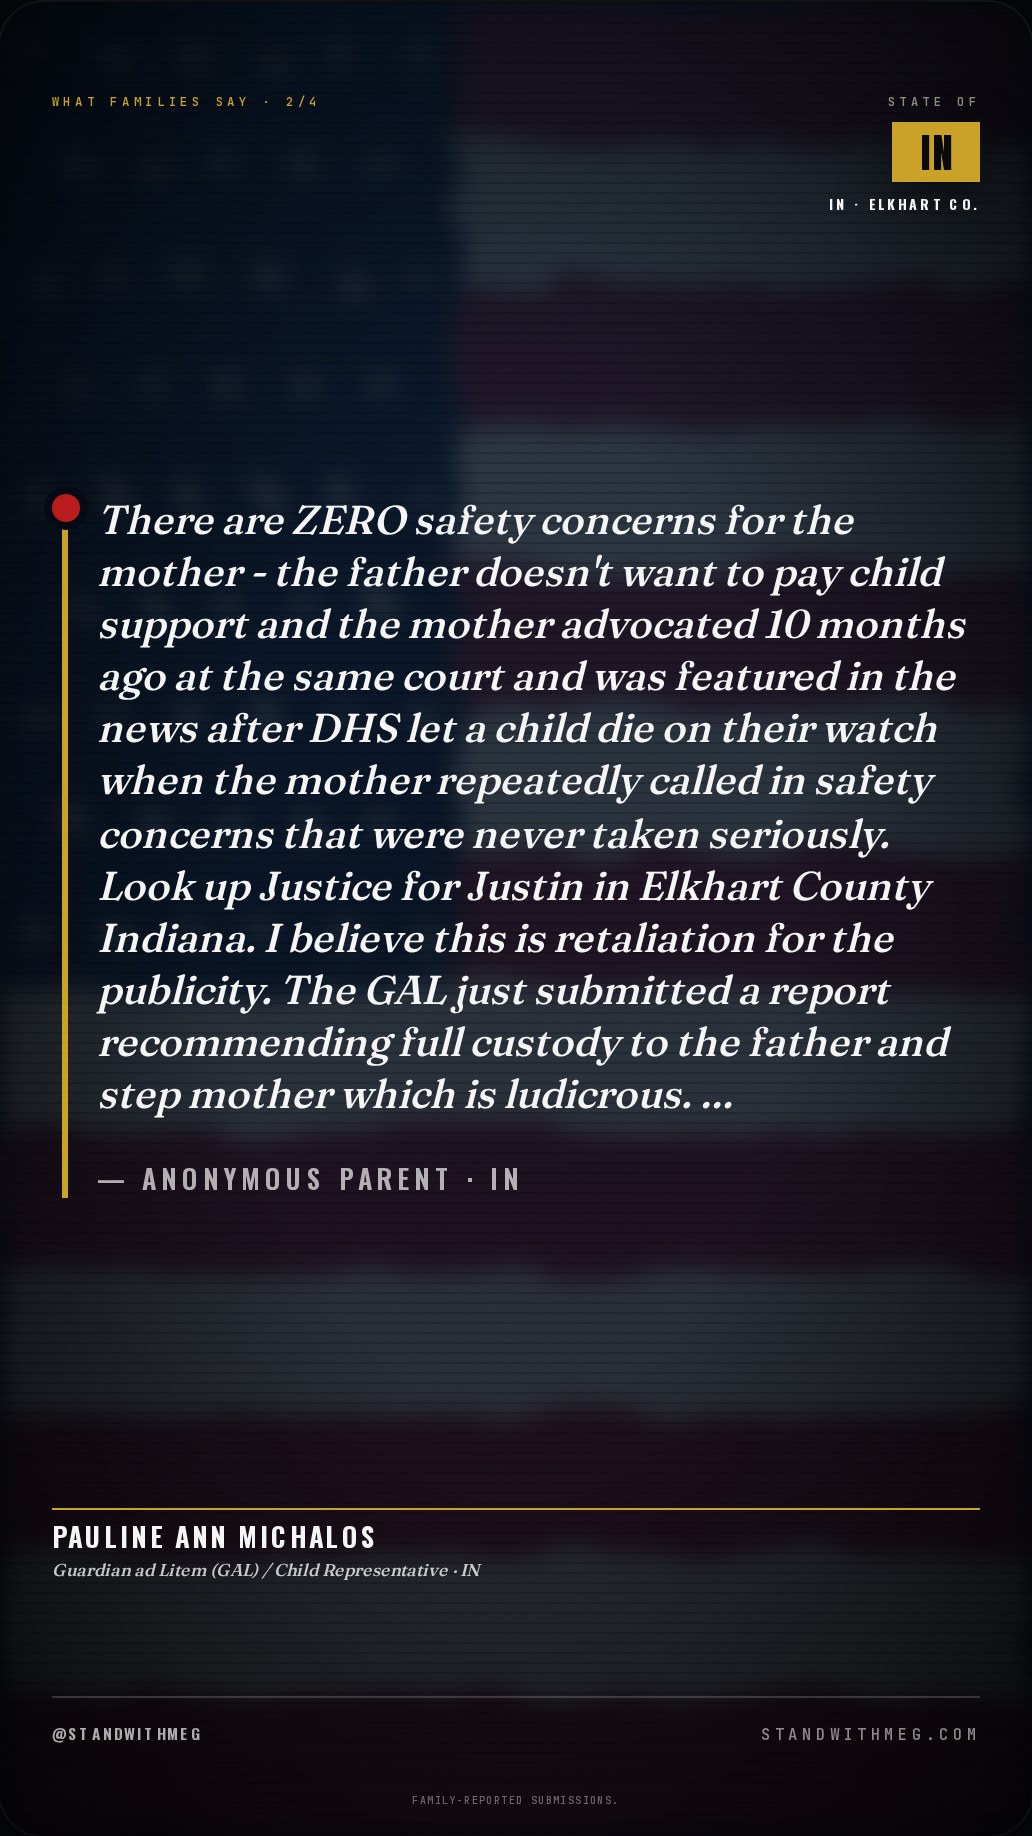 WHAT FAMILIES SAY · 2/4
STATE OF
IN
IN · ELKHART CO.
There are ZERO safety concerns for the
mother - the father doesn't want to pay child
support and the mother advocated 10 months
ago at the same court and was featured in the
news after DHS let a child die on their watch
when the mother repeatedly called in safety
concerns that were never taken seriously.
Look up Justice for Justin in Elkhart County
Indiana. I believe this is retaliation for the
publicity. The GAL just submitted a report
recommending full custody to the father and
step mother which is ludicrous. ...
— ANONYMOUS PARENT · IN
PAULINE ANN MICHALOS
Guardian ad Litem (GAL) / Child Representative · IN
@STANDWITHMEG
STANDWITHMEG.COM
FAMILY-REPORTED SUBMISSIONS.